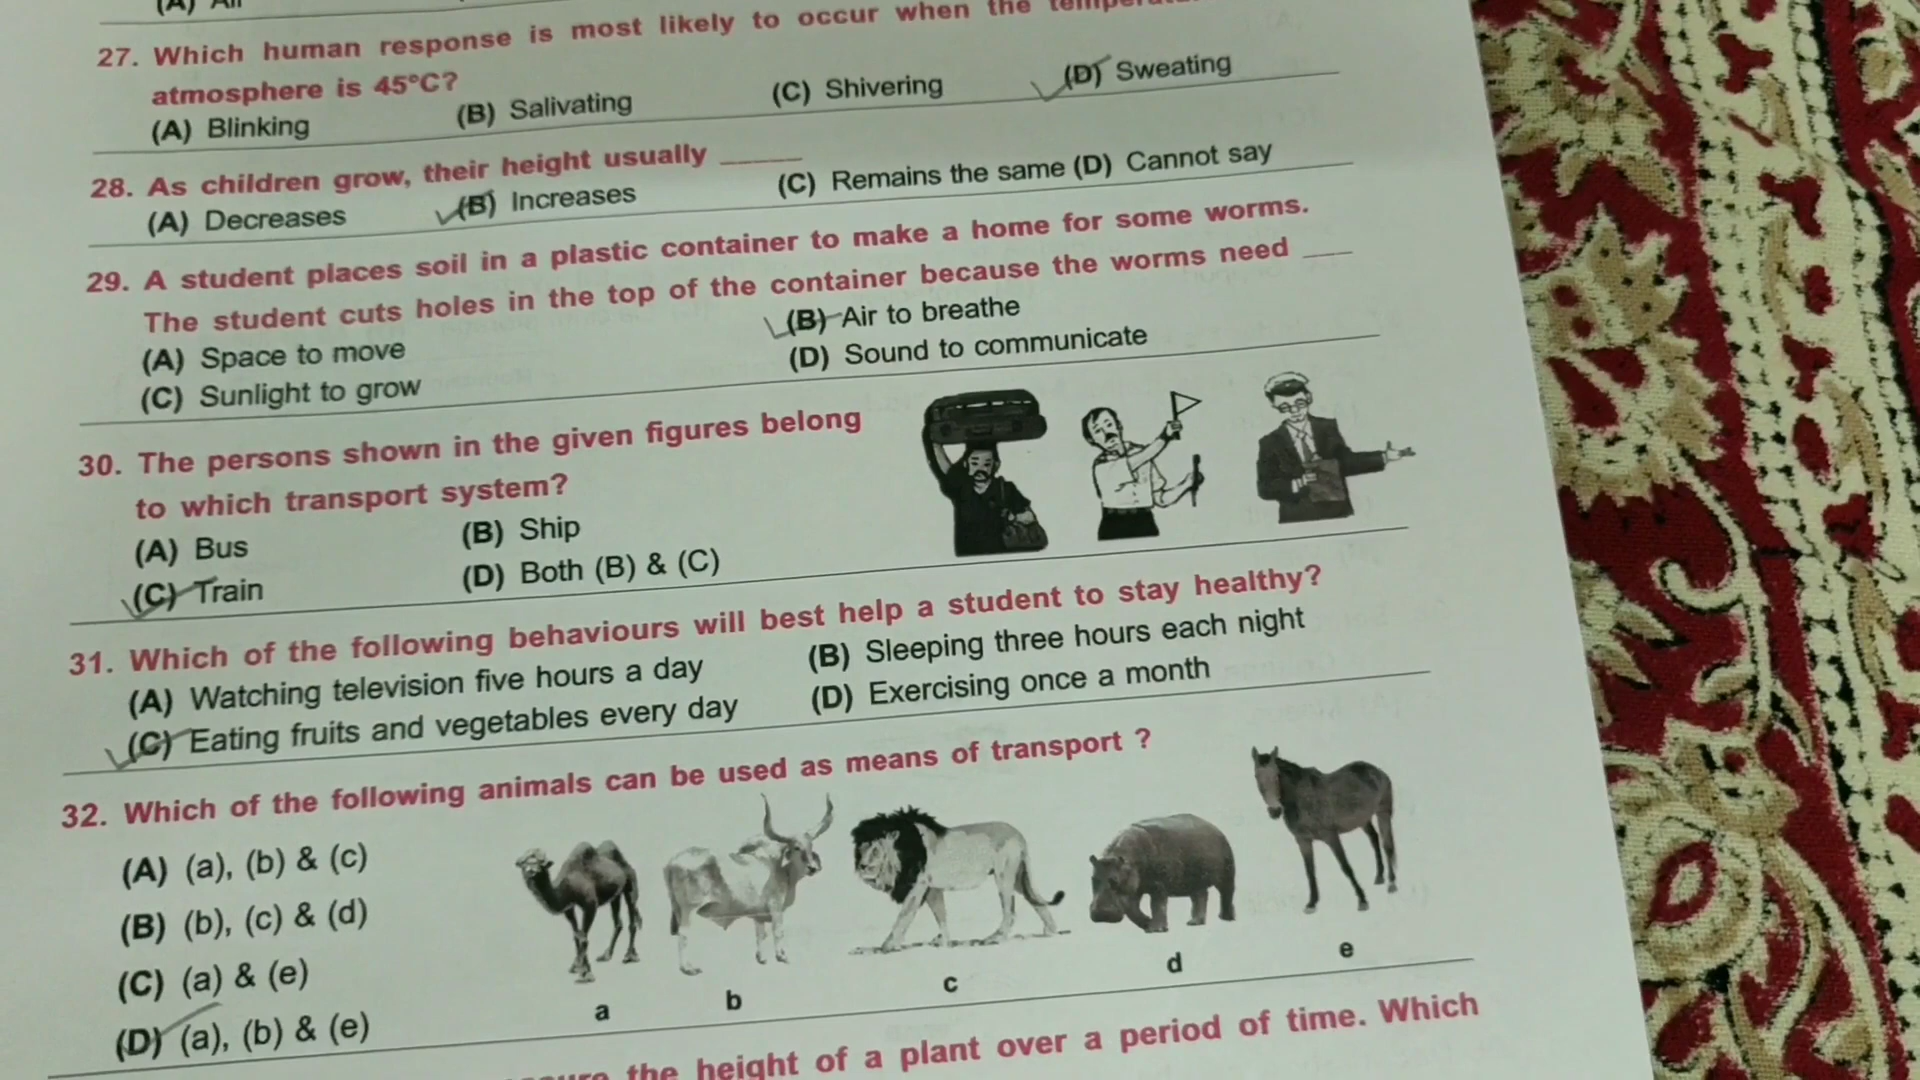 27. Which human response is most likely to occur when the
atmosphere is 45°C?
(A) Blinking (B) Salivating (C) Shivering (D) Sweating
28. As children grow, their height usually _____
(A) Decreases (B) Increases (C) Remains the same (D) Cannot say
29. A student places soil in a plastic container to make a home for some worms.
The student cuts holes in the top of the container because the worms need ___
(A) Space to move (B) Air to breathe
(C) Sunlight to grow (D) Sound to communicate
30. The persons shown in the given figures belong
to which transport system?
(A) Bus (B) Ship
(C) Train (D) Both (B) & (C)
31. Which of the following behaviours will best help a student to stay healthy?
(A) Watching television five hours a day (B) Sleeping three hours each night
(C) Eating fruits and vegetables every day (D) Exercising once a month
32. Which of the following animals can be used as means of transport ?
(A) (a), (b) & (c)
(B) (b), (c) & (d)
(C) (a) & (e)
(D) (a), (b) & (e)
a b c d e
the height of a plant over a period of time. Which